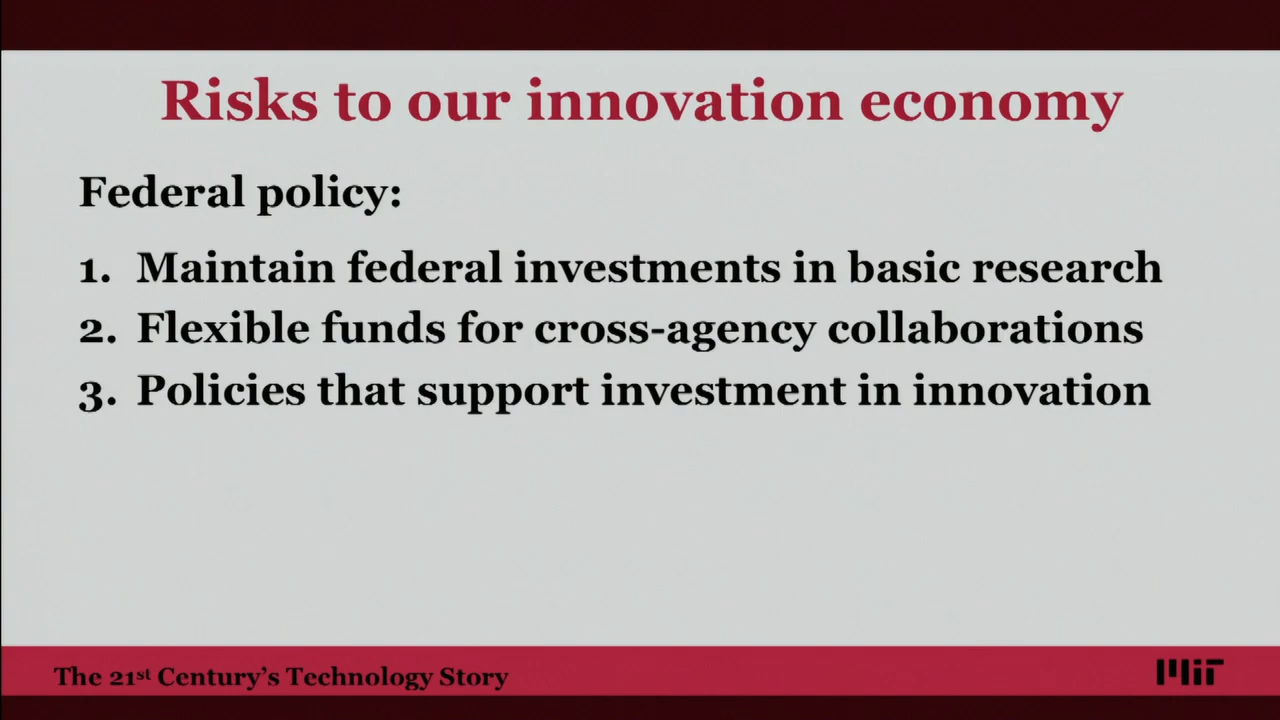 Risks to our innovation economy
Federal policy:
1. Maintain federal investments in basic research
2. Flexible funds for cross-agency collaborations
3. Policies that support investment in innovation
The 21st Century's Technology Story
MIT